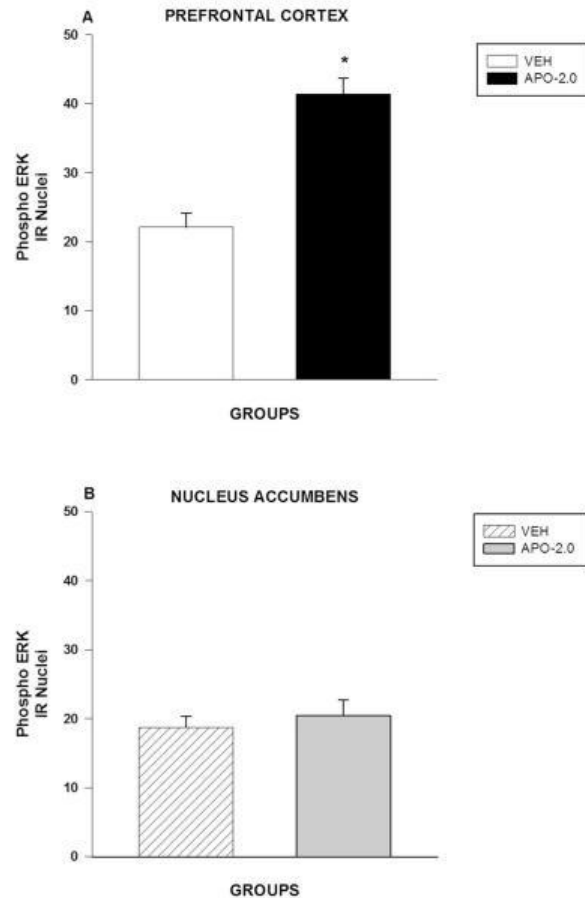 A
PREFRONTAL CORTEX
50
40
30
20
10
0
Phospho ERK
IR Nuclei
*
VEH
APO-2.0
GROUPS
B
NUCLEUS ACCUMBENS
50
40
30
20
10
0
Phospho ERK
IR Nuclei
VEH
APO-2.0
GROUPS